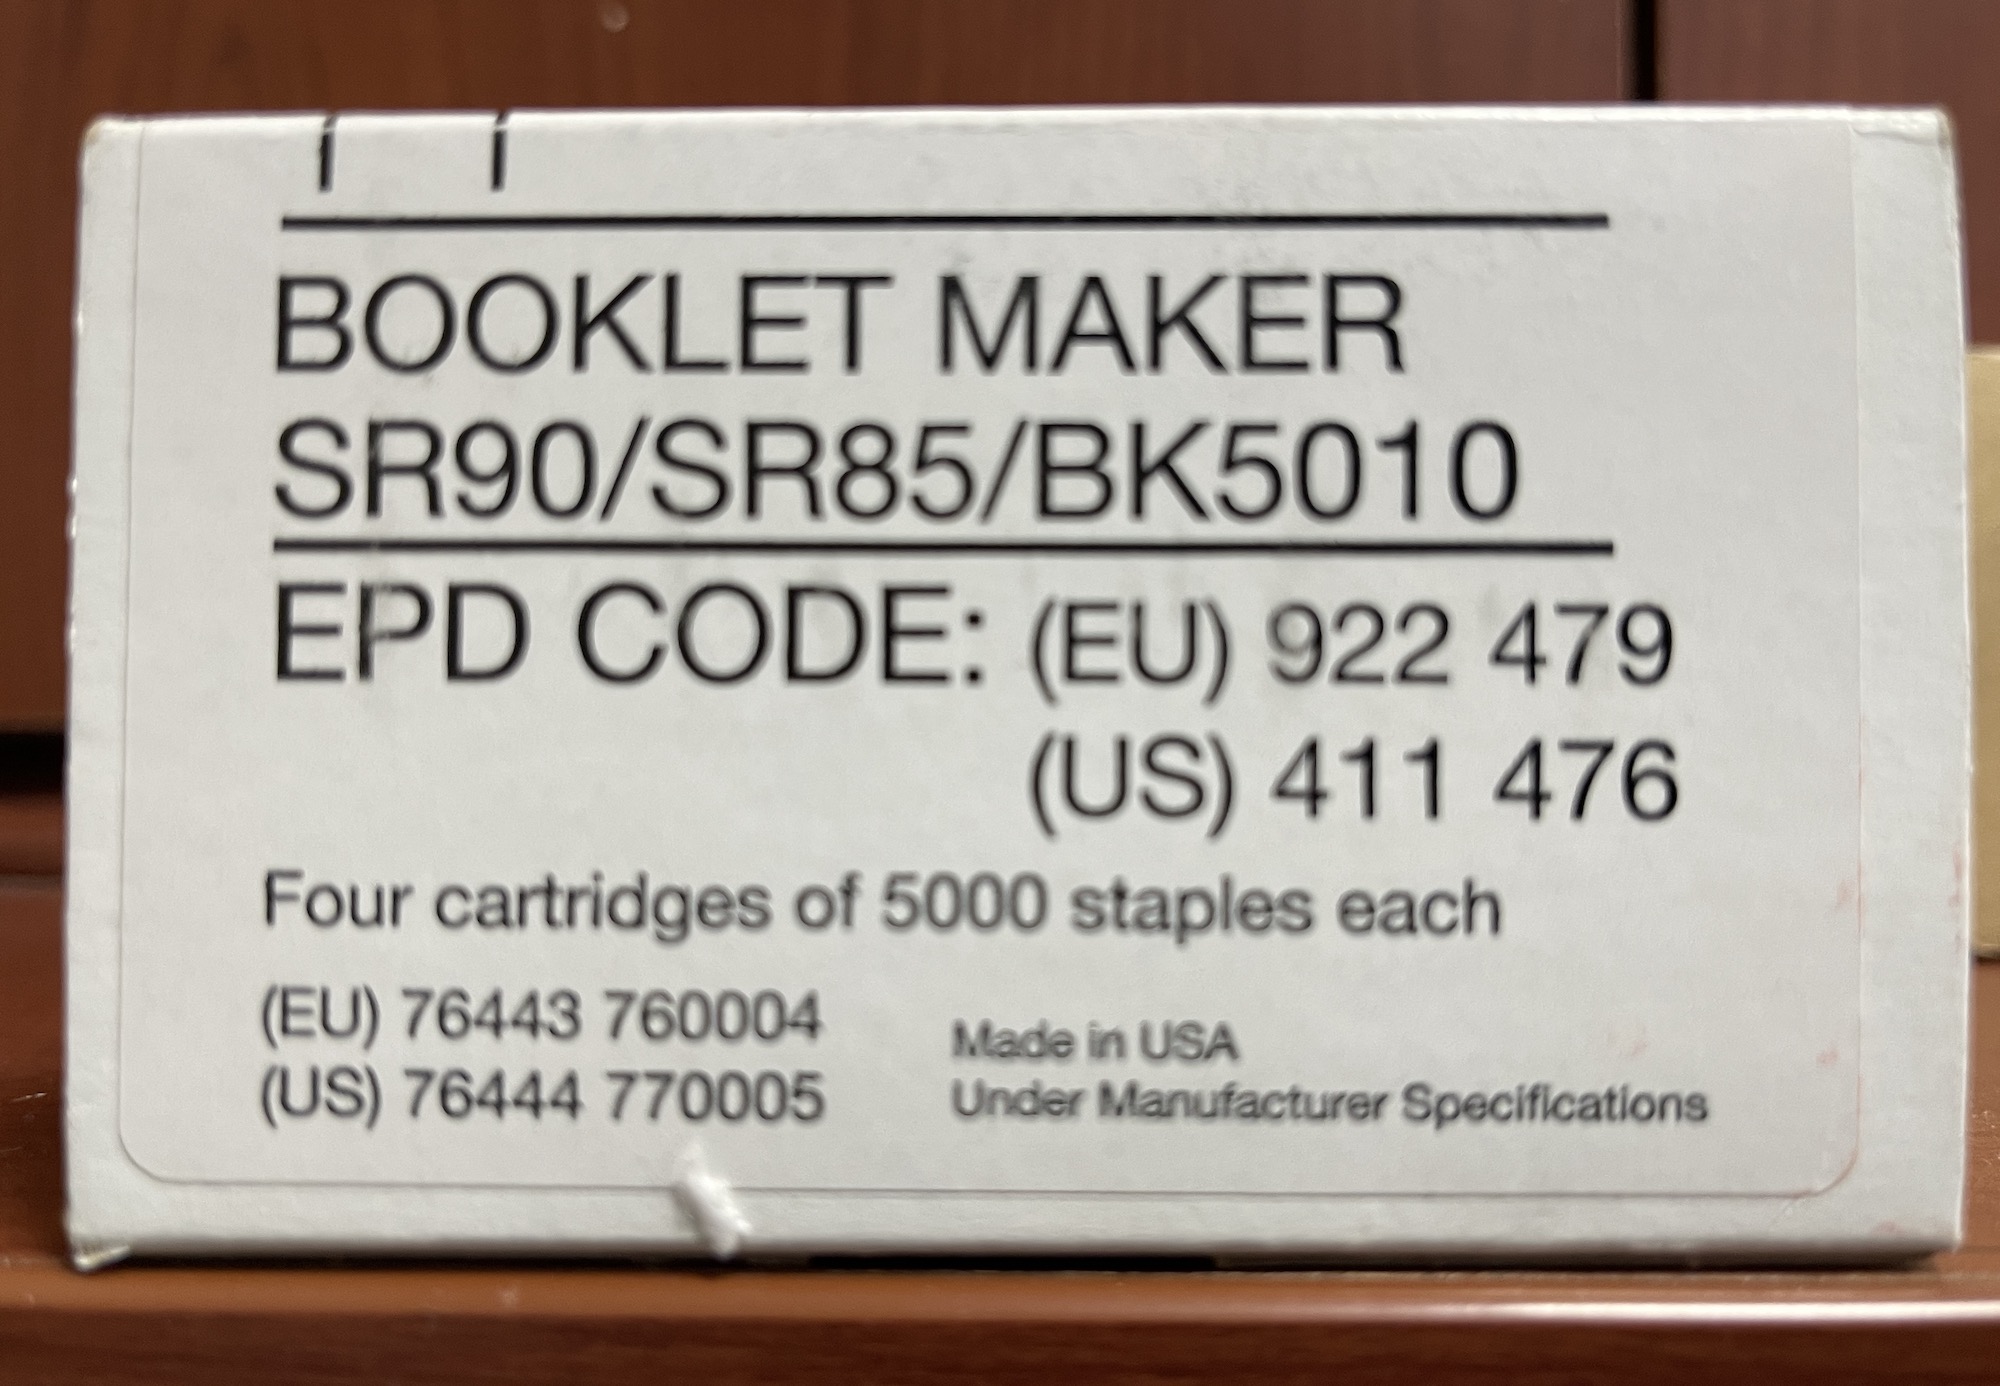 BOOKLET MAKER
SR90/SR85/BK5010
EPD CODE: (EU) 922 479
(US) 411 476
Four cartridges of 5000 staples each
(EU) 76443 760004
(US) 76444 770005
Made in USA
Under Manufacturer Specifications